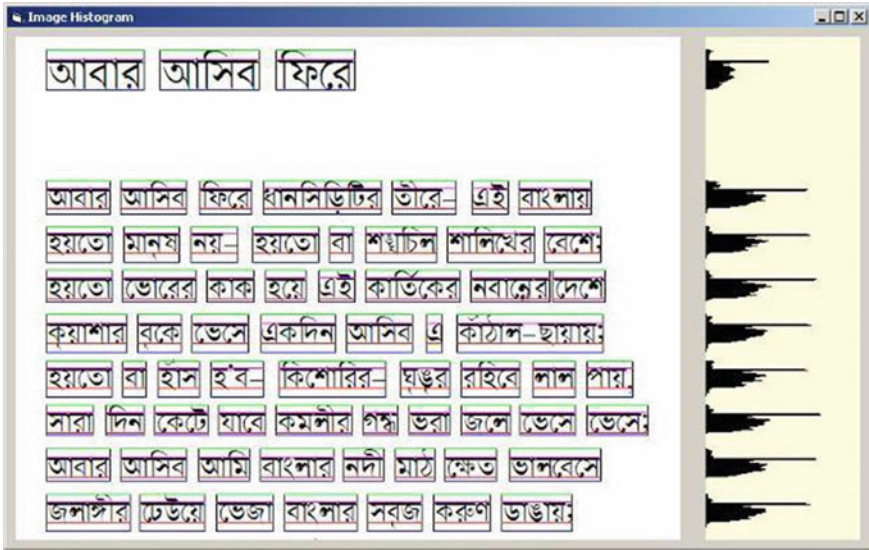 Image Histogram
আবার আসিব ফিরে
আবার আসিব ফিরে ধানসিড়িটির তীরে– এই বাংলায়
হয়তো মানুষ নয়– হয়তো বা শঙ্খচিল শালিখের বেশে;
হয়তো ভোরের কাক হয়ে এই কার্তিকের নবান্নের দেশে
কুয়াশার বুকে ভেসে একদিন আসিব এ কাঁঠাল–ছায়ায়;
হয়তো বা হাঁস হ'ব– কিশোরির– ঘুঙুর রহিবে লাল পায়,
সারা দিন কেটে যাবে কমলীর গন্ধ ভরা জলে ভেসে ভেসে;
আবার আসিব আমি বাংলার নদী মাঠ ক্ষেত ভালবেসে
জলাঙ্গীর ঢেউয়ে ভেজা বাংলার সবুজ করুণ ডাঙায়;